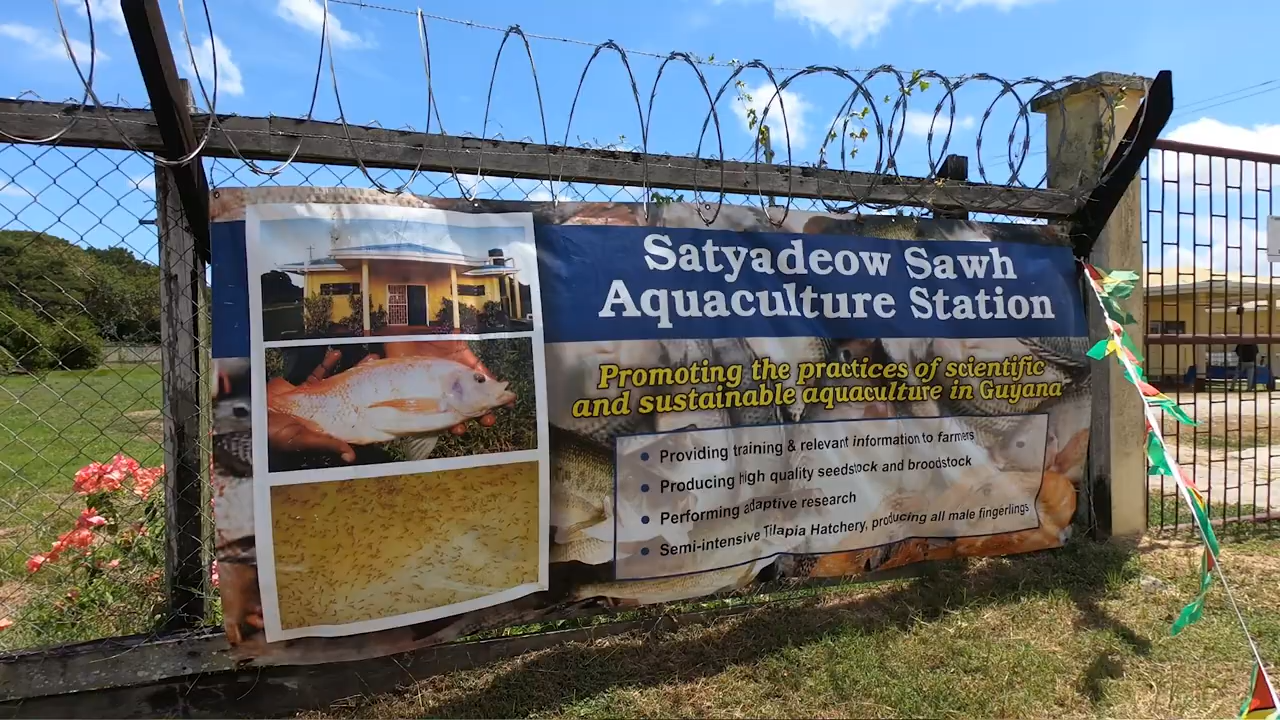 Satyadeow Sawh
Aquaculture Station
Promoting the practices of scientific
and sustainable aquaculture in Guyana
• Providing training & relevant information to farmers
• Producing high quality seedstock and broodstock
• Performing adaptive research
• Semi-intensive Tilapia Hatchery, producing all male fingerlings